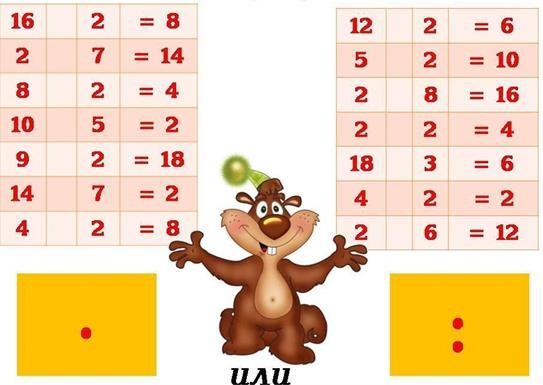 16 2 = 8
2 7 = 14
8 2 = 4
10 5 = 2
9 2 = 18
14 7 = 2
4 2 = 8
12 2 = 6
5 2 = 10
2 8 = 16
2 2 = 4
18 3 = 6
4 2 = 2
2 6 = 12
•
или
: